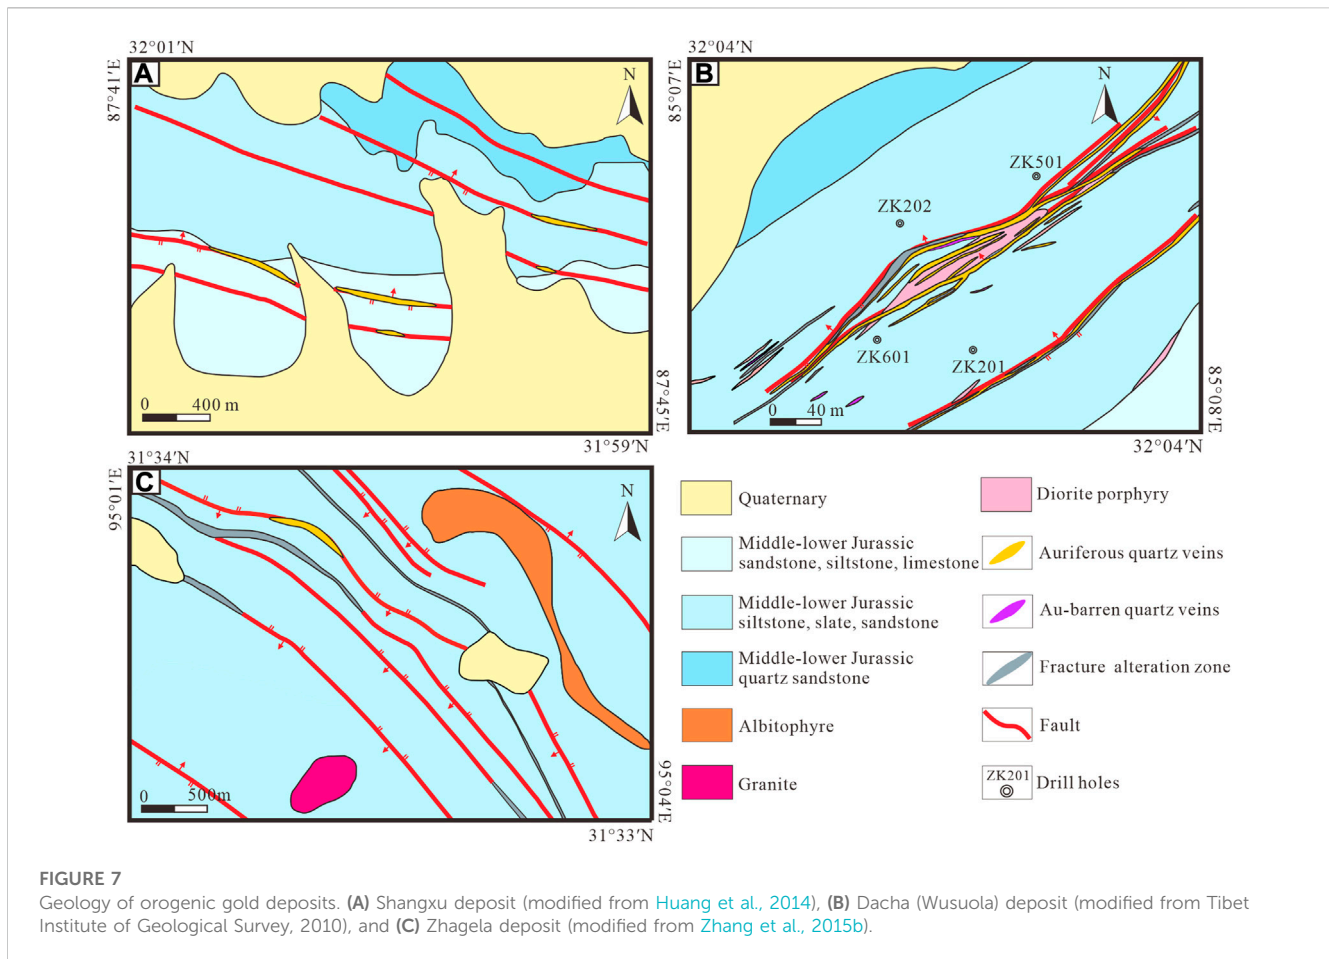 32°01′N
87°41′E
A
N
0 400 m
87°45′E
31°59′N
32°04′N
85°07′E
B
N
ZK501
ZK202
ZK601
ZK201
0 40 m
85°08′E
32°04′N
31°34′N
95°01′E
C
N
0 500m
95°04′E
31°33′N
Quaternary
Middle-lower Jurassic
sandstone, siltstone, limestone
Middle-lower Jurassic
siltstone, slate, sandstone
Middle-lower Jurassic
quartz sandstone
Albitophyre
Granite
Diorite porphyry
Auriferous quartz veins
Au-barren quartz veins
Fracture alteration zone
Fault
ZK201
Drill holes
FIGURE 7
Geology of orogenic gold deposits. (A) Shangxu deposit (modified from Huang et al., 2014), (B) Dacha (Wusuola) deposit (modified from Tibet
Institute of Geological Survey, 2010), and (C) Zhagela deposit (modified from Zhang et al., 2015b).